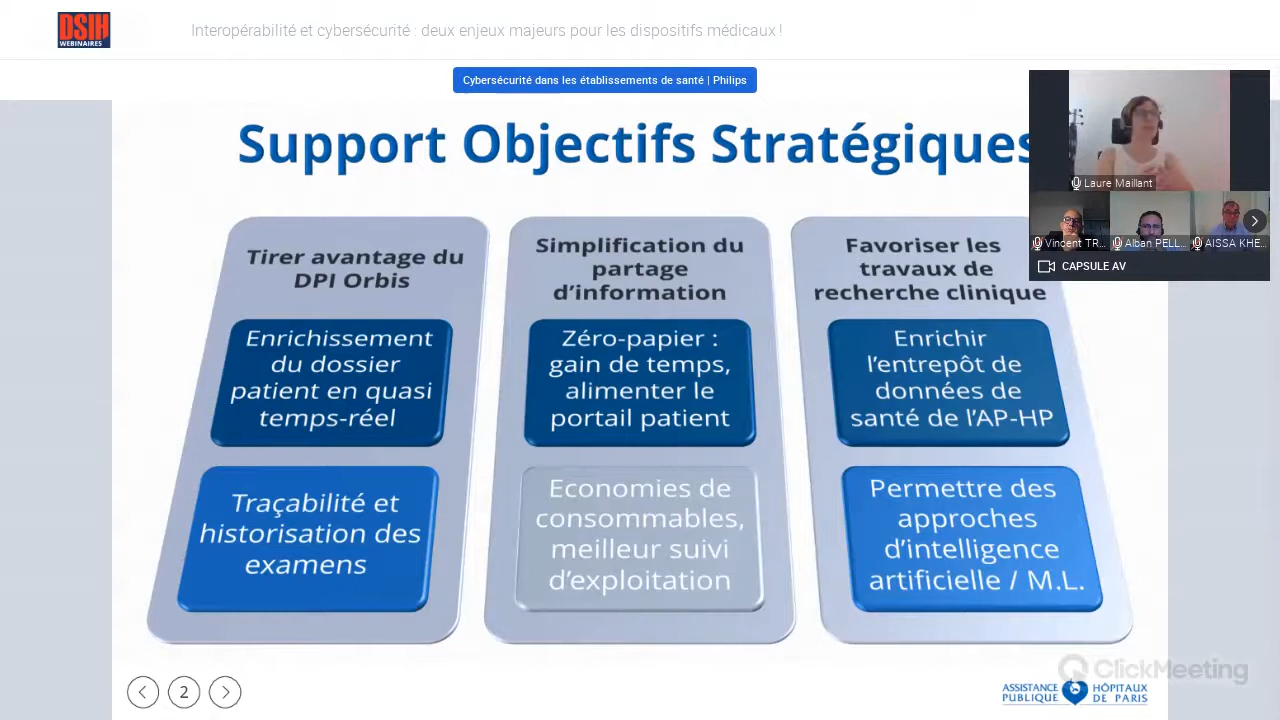 DSIH
WEBINAIRES
Interopérabilité et cybersécurité : deux enjeux majeurs pour les dispositifs médicaux !
Cybersécurité dans les établissements de santé | Philips
Support Objectifs Stratégiques
Laure Maillant
Vincent TR...
Alban PELL...
AISSA KHE...
CAPSULE AV
Tirer avantage du
DPI Orbis
Enrichissement
du dossier
patient en quasi
temps-réel
Traçabilité et
historisation des
examens
Simplification du
partage
d’information
Zéro-papier :
gain de temps,
alimenter le
portail patient
Economies de
consommables,
meilleur suivi
d’exploitation
Favoriser les
travaux de
recherche clinique
Enrichir
l’entrepôt de
données de
santé de l’AP-HP
Permettre des
approches
d’intelligence
artificielle / M.L.
2
ClickMeeting
ASSISTANCE PUBLIQUE
HÔPITAUX DE PARIS